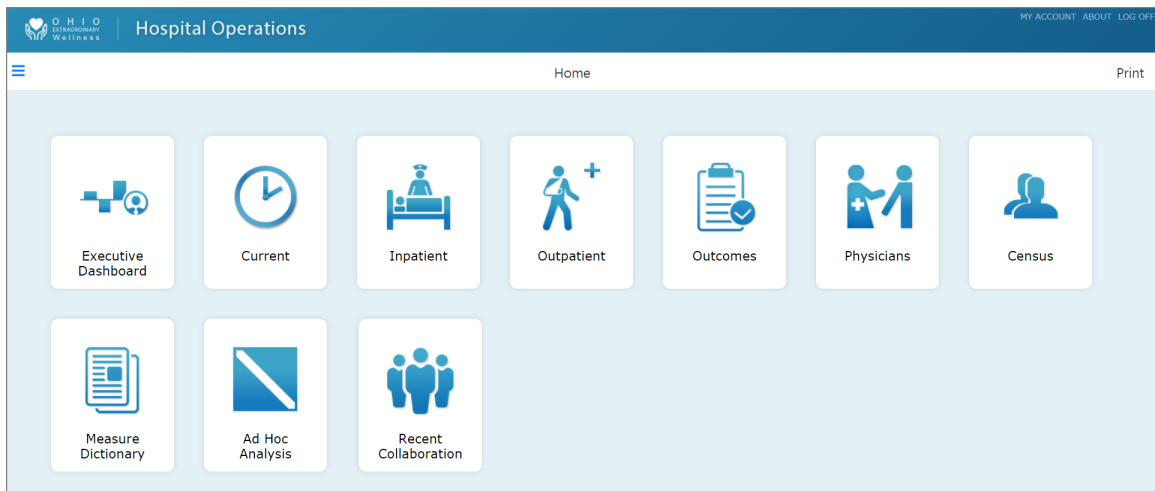 OHIO
EXTRAORDINARY
Wellness
Hospital Operations
MY ACCOUNT ABOUT LOG OFF
Home
Print
Executive
Dashboard
Current
Inpatient
Outpatient
Outcomes
Physicians
Census
Measure
Dictionary
Ad Hoc
Analysis
Recent
Collaboration